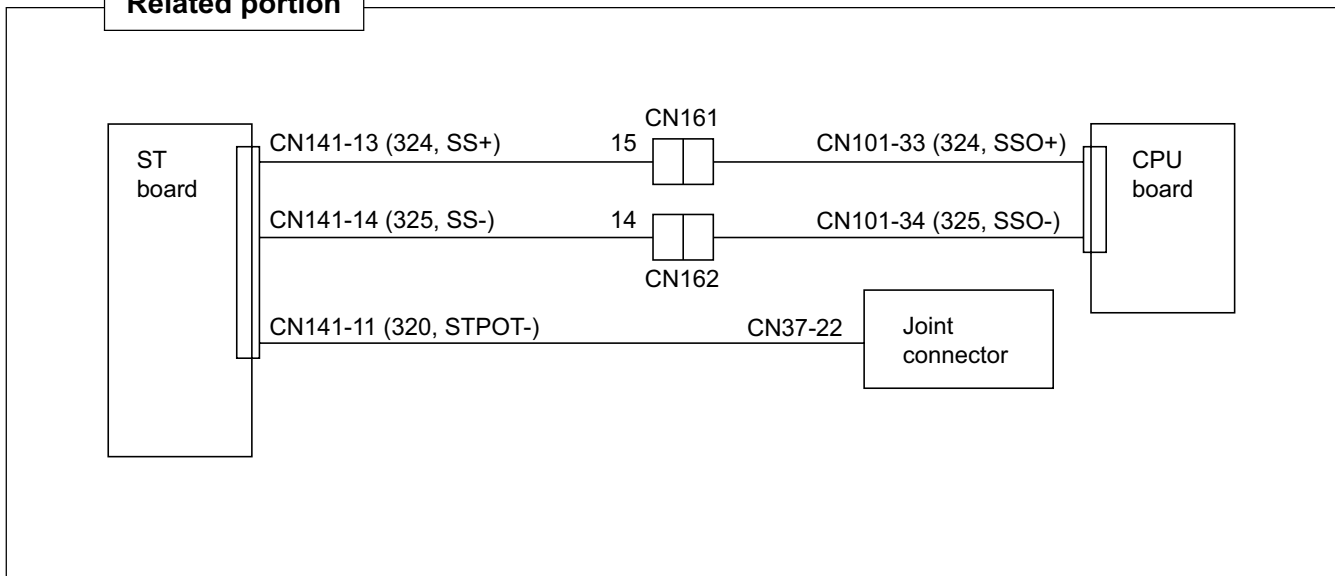 Related portion
ST
board
CN141-13 (324, SS+)
15
CN161
CN101-33 (324, SSO+)
CPU
board
CN141-14 (325, SS-)
14
CN162
CN101-34 (325, SSO-)
CN141-11 (320, STPOT-)
CN37-22
Joint
connector